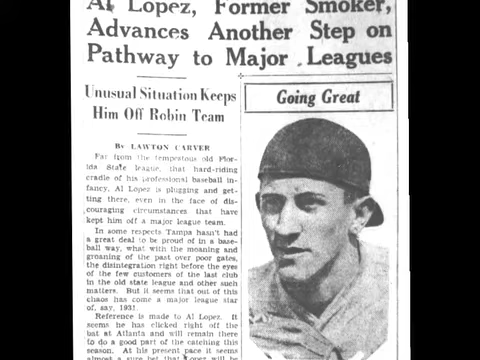 Al Lopez, Former Smoker,
Advances Another Step on
Pathway to Major Leagues
Unusual Situation Keeps
Him Off Robin Team
By LAWTON CARVER
Far from the tempestous old Flor-
ida State league, that hard-riding
cradle of his professional baseball in-
fancy, Al Lopez is plugging and get-
ting there, even in the face of dis-
couraging circumstances that have
kept him off a major league team.
In some respects Tampa hasn't had
a great deal to be proud of in a base-
ball way, what with the moaning and
groaning of the past over poor gates,
the disintegration right before the eyes
of the few customers of the last club
in the old state league and other such
matters. But it seems that out of this
chaos has come a major league star
of, say, 1931.
Reference is made to Al Lopez. It
seems he has clicked right off the
bat at Atlanta and will remain there
to do a good part of the catching this
season. At his present pace it seems
almost a sure bet that Lopez will be
Going Great